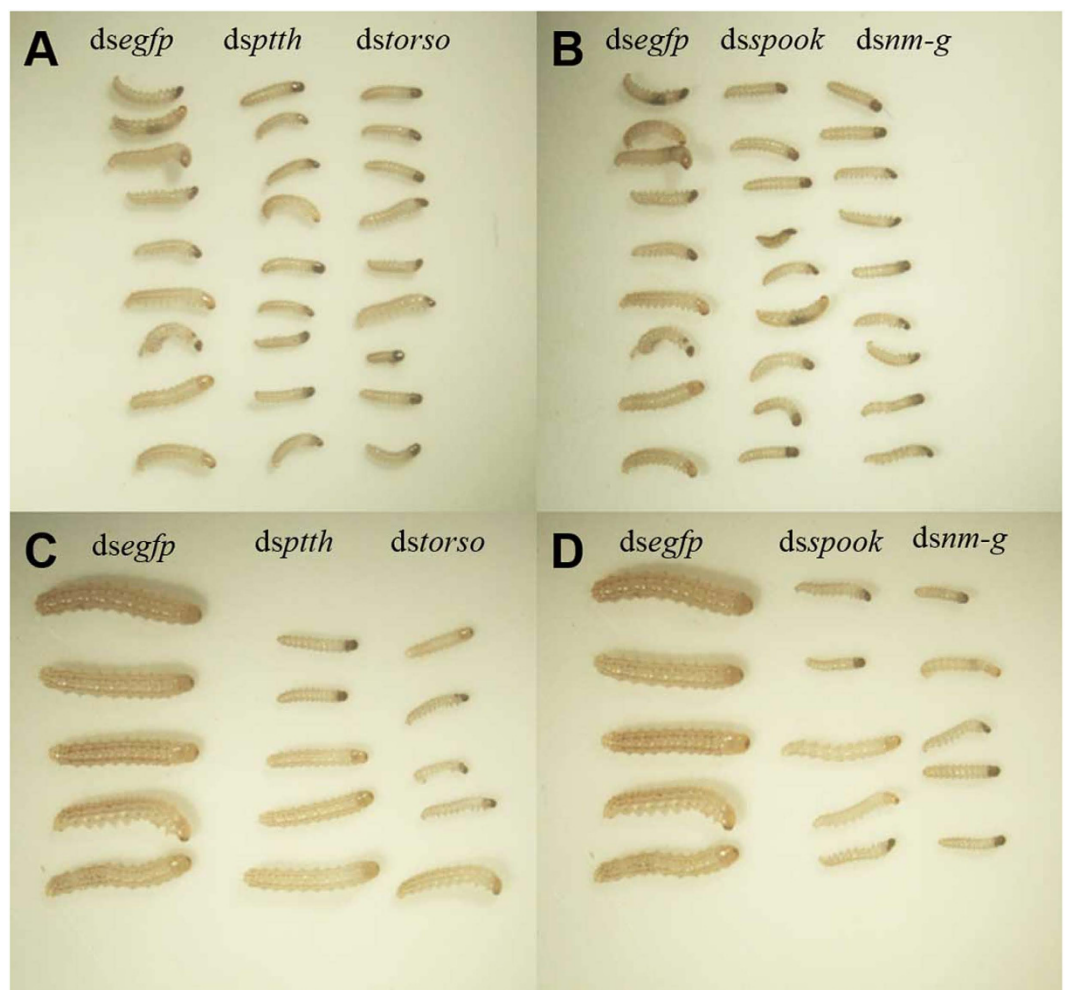 A dsegfp dsptth dstorso
B dsegfp dsspook dsnm-g
C dsegfp dsptth dstorso
D dsegfp dsspook dsnm-g